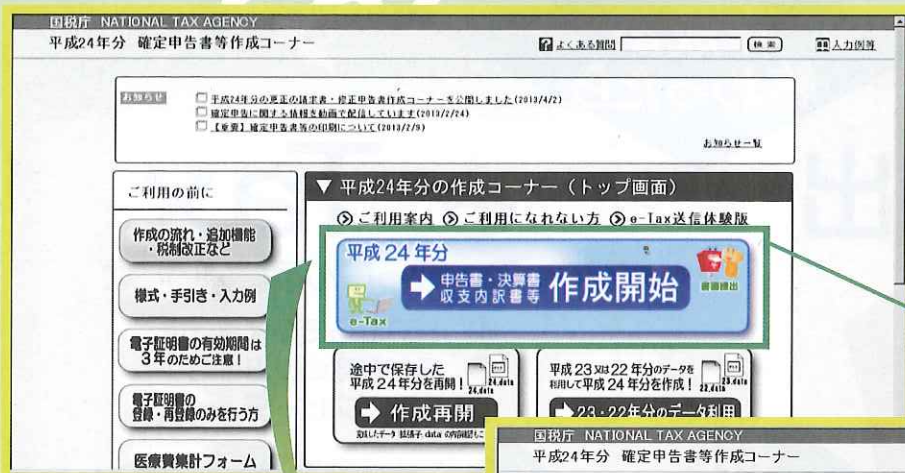 国税庁 NATIONAL TAX AGENCY
平成24年分 確定申告書等作成コーナー
よくある質問
検索
入力例等
お知らせ
平成24年分の更正の請求書・修正申告書作成コーナーを公開しました(2013/4/2)
確定申告に関する情報を動画で配信しています(2013/2/24)
【重要】確定申告書等の印刷について(2013/2/9)
お知らせ一覧
ご利用の前に
作成の流れ・追加機能
・税制改正など
様式・手引き・入力例
電子証明書の有効期間は
3年のためご注意！
電子証明書の
登録・再登録のみを行う方
医療費集計フォーム
▼ 平成24年分の作成コーナー（トップ画面）
ご利用案内 ご利用になれない方 e-Tax送信体験版
平成24年分
申告書・決算書
収支内訳書等 作成開始
e-Tax
書面提出
途中で保存した
平成24年分を再開！
24.data 24.data
作成再開
平成23又は22年分のデータを
利用して平成24年分を作成！
22.data 23.data
23・22年分のデータ利用
国税庁 NATIONAL TAX AGENCY
平成24年分 確定申告書等作成コーナー